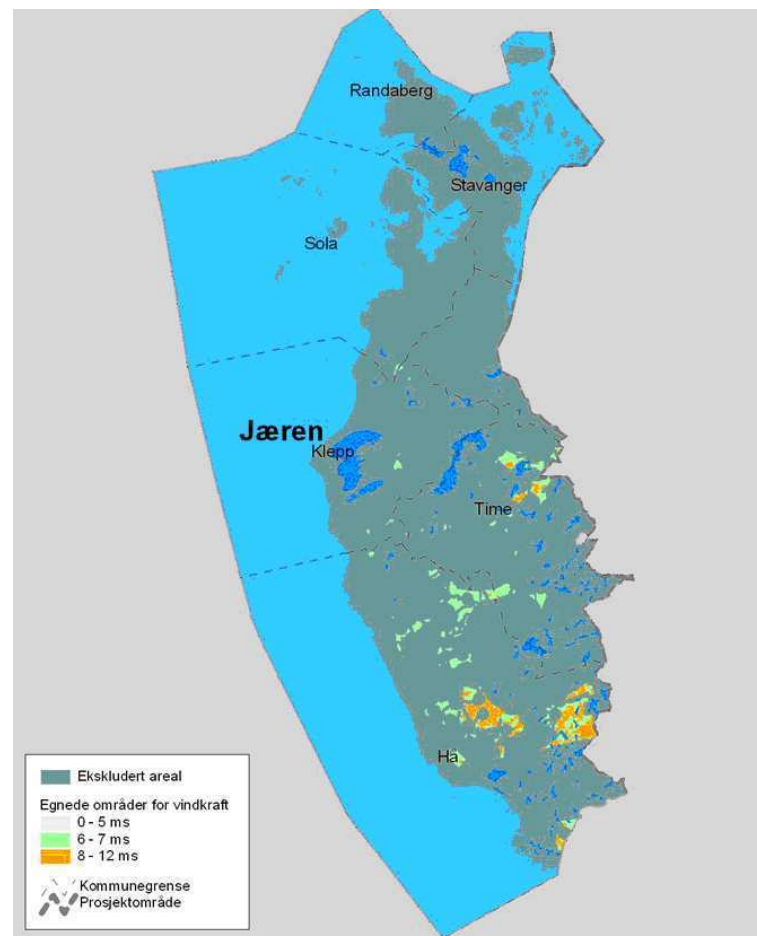 Randaberg
Stavanger
Sola
Jæren
Klepp
Time
Hå
Ekskludert areal
Egnede områder for vindkraft
0 - 5 ms
6 - 7 ms
8 - 12 ms
Kommunegrense
Prosjektområde